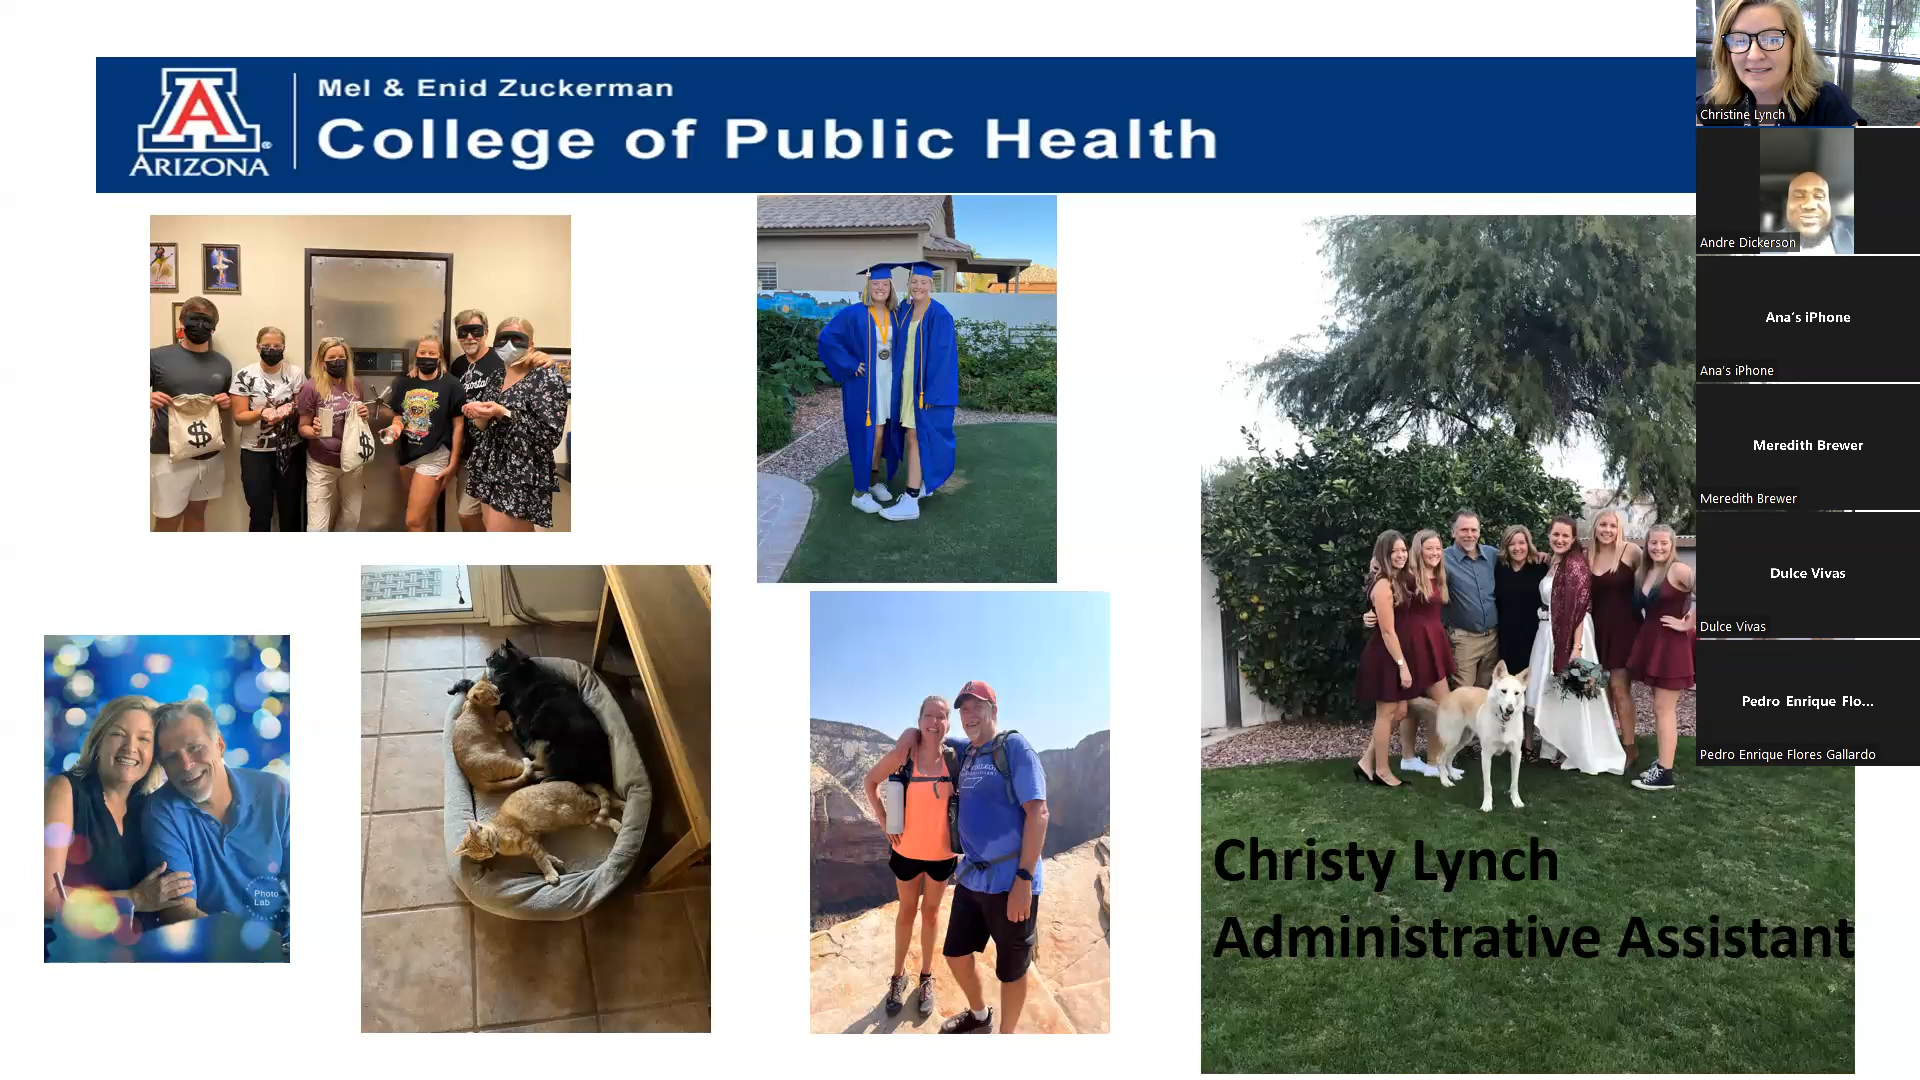 Mel & Enid Zuckerman
College of Public Health
ARIZONA
Christine Lynch
Andre Dickerson
Ana's iPhone
Ana's iPhone
Meredith Brewer
Meredith Brewer
Dulce Vivas
Dulce Vivas
Pedro Enrique Flo...
Pedro Enrique Flores Gallardo
$
$
Photo
Lab
Christy Lynch
Administrative Assistant